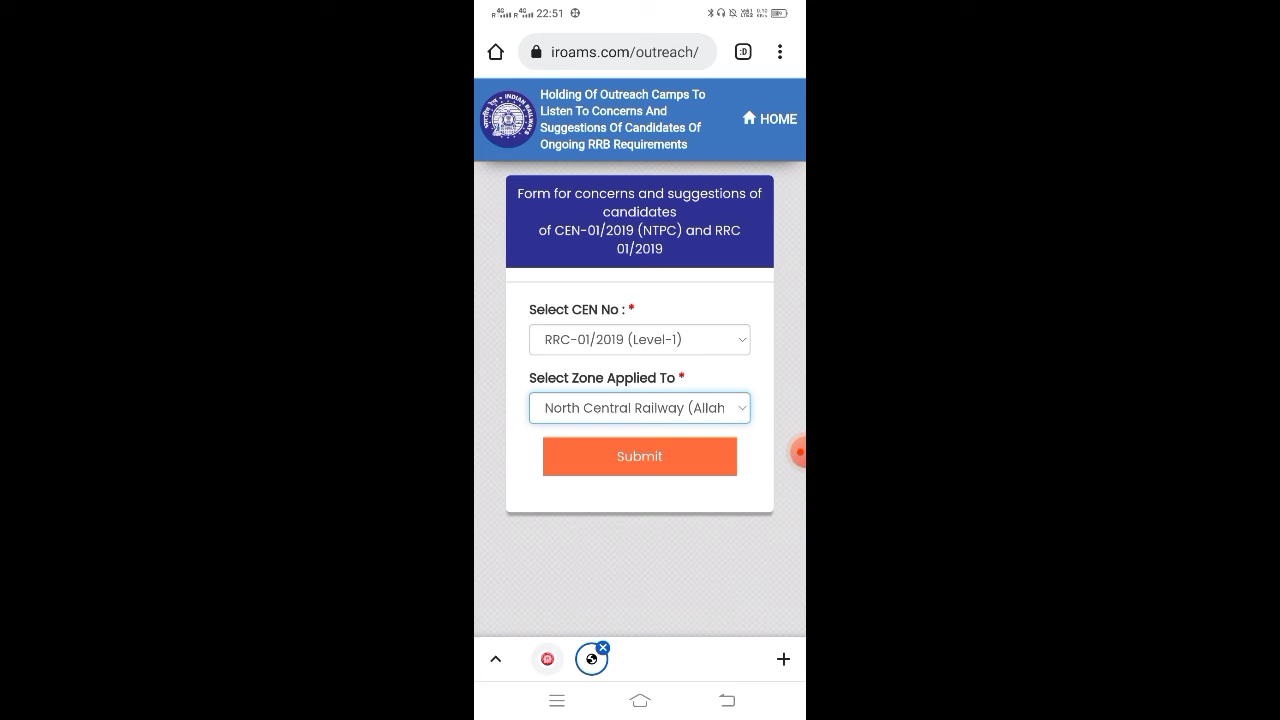 22:51
iroams.com/outreach/
:D
Holding Of Outreach Camps To
Listen To Concerns And
Suggestions Of Candidates Of
Ongoing RRB Requirements
HOME
Form for concerns and suggestions of
candidates
of CEN-01/2019 (NTPC) and RRC
01/2019
Select CEN No : *
RRC-01/2019 (Level-1)
Select Zone Applied To *
North Central Railway (Allah
Submit